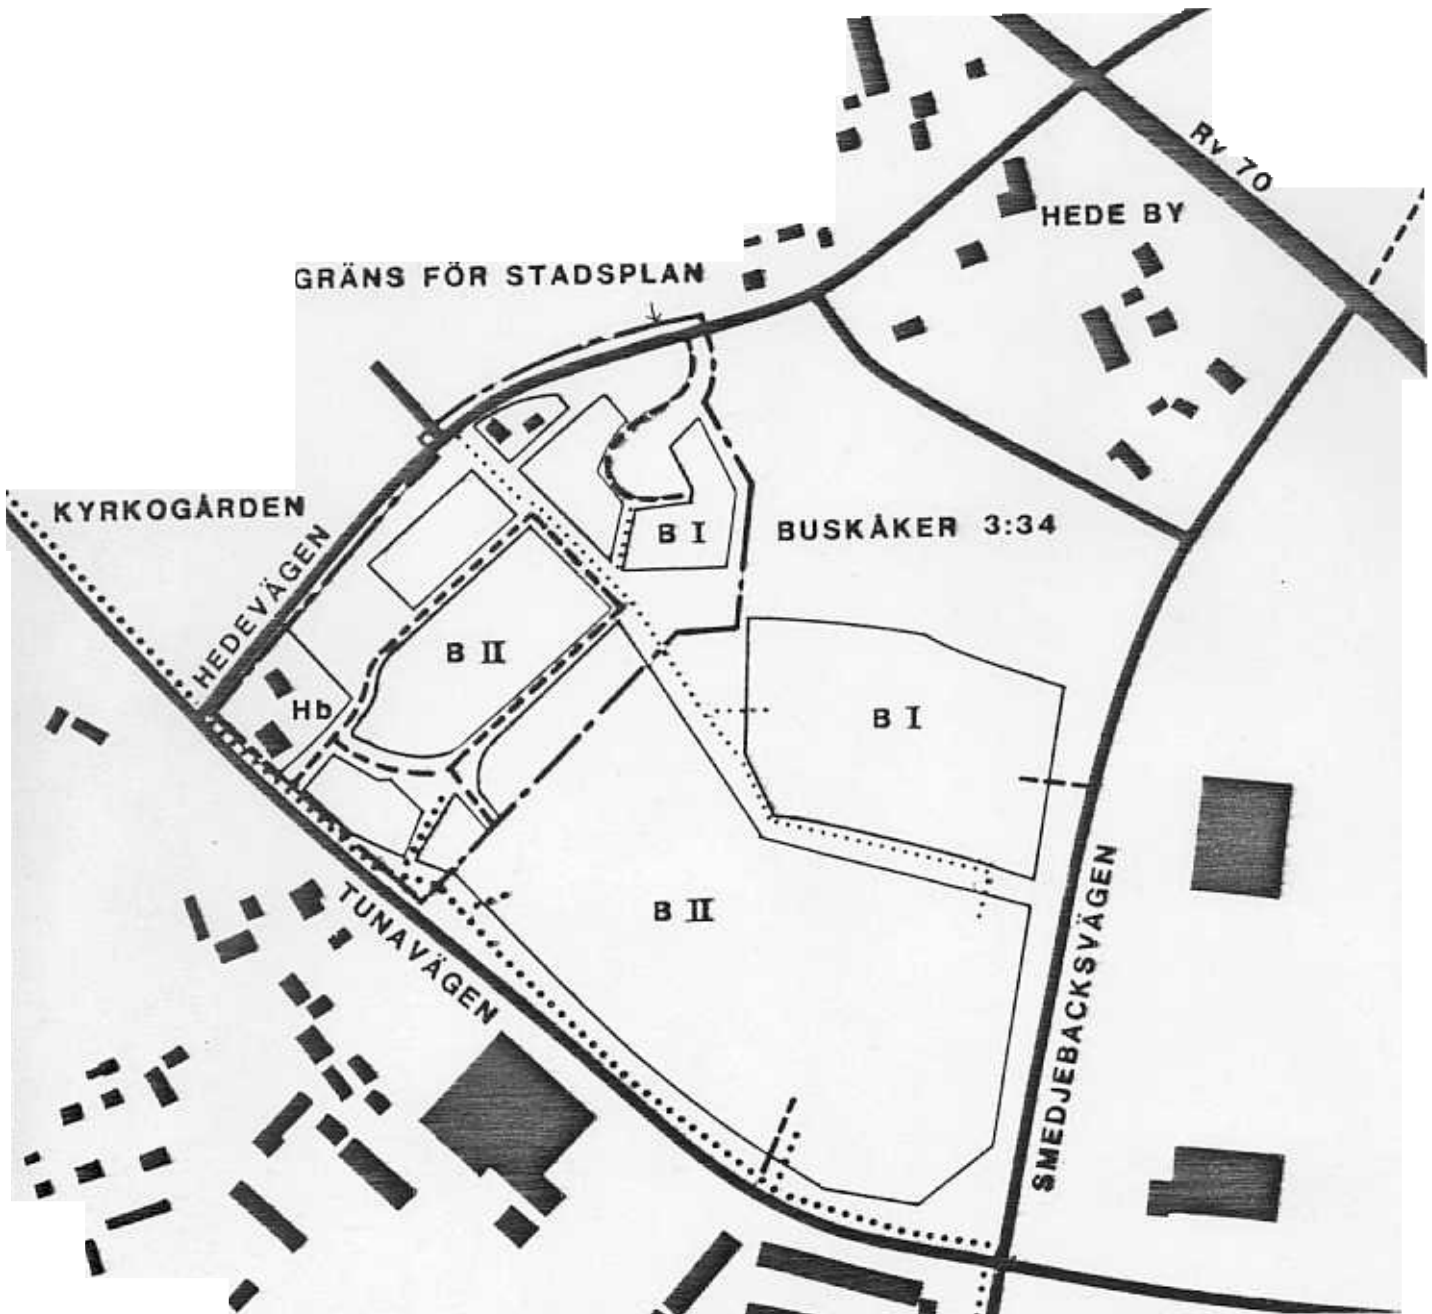 Rv 70
HEDE BY
GRÄNS FÖR STADSPLAN
KYRKOGÅRDEN
HEDEVÄGEN
B I
BUSKÅKER 3:34
B II
Hb
B I
B II
TUNAVÄGEN
SMEDJEBACKSVÄGEN